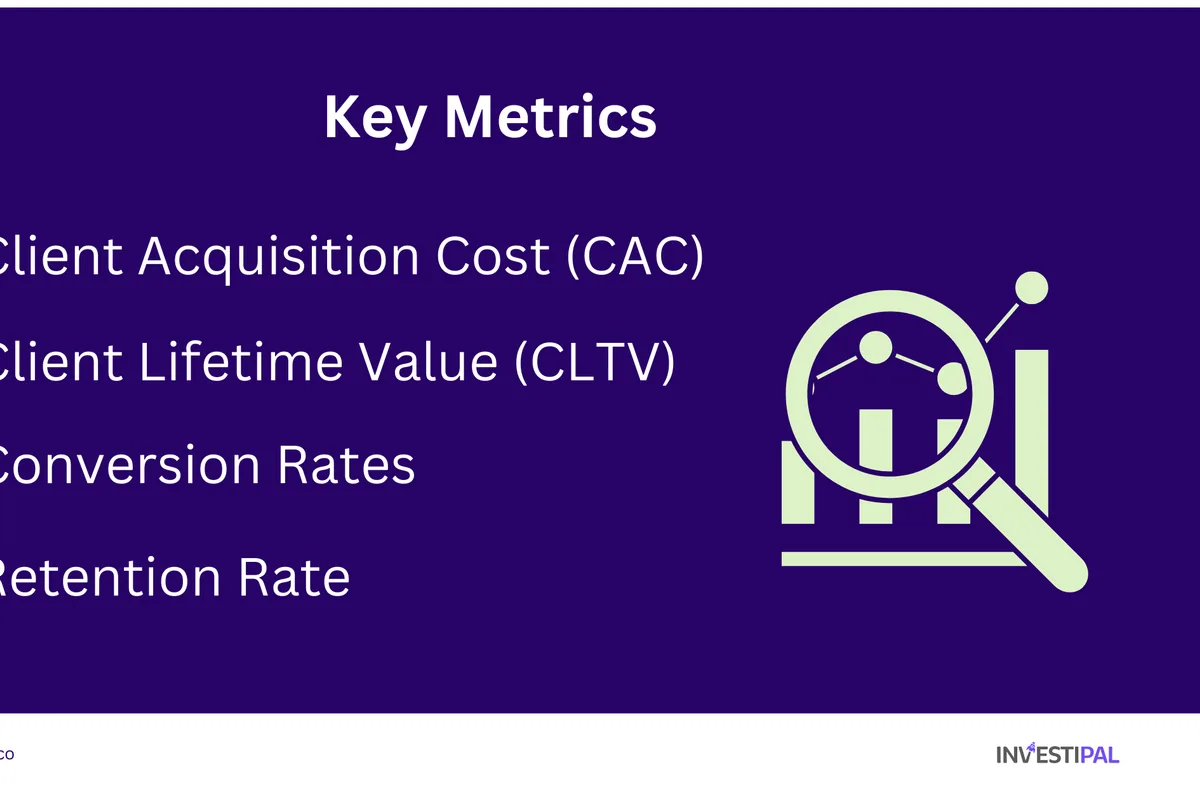 Key Metrics
Client Acquisition Cost (CAC)
Client Lifetime Value (CLTV)
Conversion Rates
Retention Rate
co
INVESTIPAL